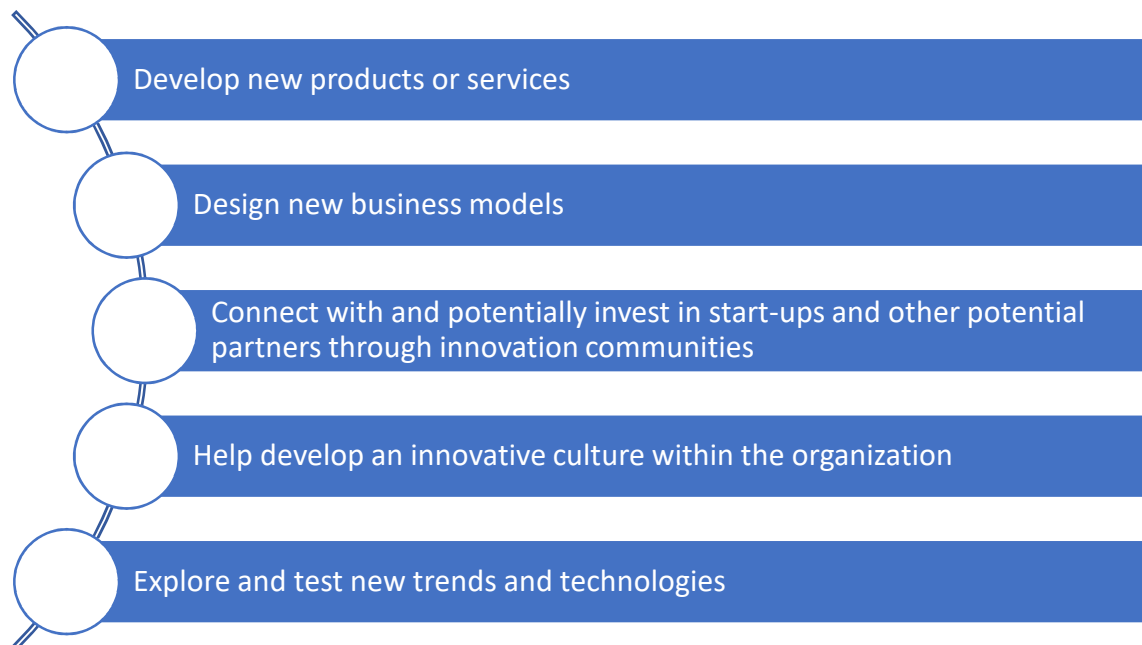 Develop new products or services
Design new business models
Connect with and potentially invest in start-ups and other potential
partners through innovation communities
Help develop an innovative culture within the organization
Explore and test new trends and technologies